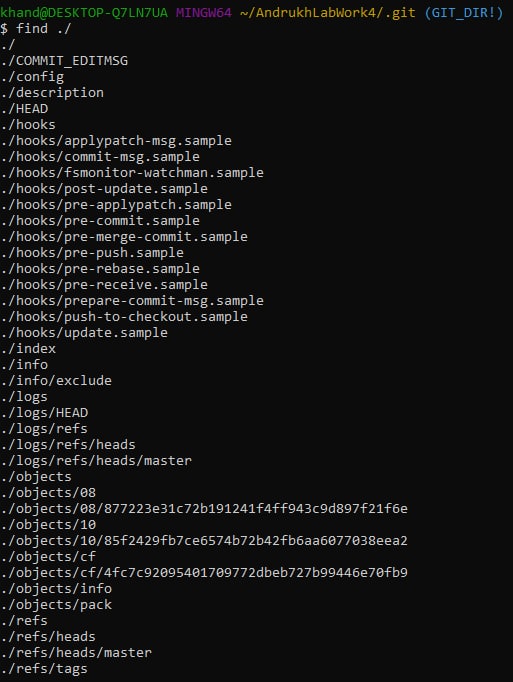 khand@DESKTOP-Q7LN7UA MINGW64 ~/AndrukhLabWork4/.git (GIT_DIR!)
$ find ./
./
./COMMIT_EDITMSG
./config
./description
./HEAD
./hooks
./hooks/applypatch-msg.sample
./hooks/commit-msg.sample
./hooks/fsmonitor-watchman.sample
./hooks/post-update.sample
./hooks/pre-applypatch.sample
./hooks/pre-commit.sample
./hooks/pre-merge-commit.sample
./hooks/pre-push.sample
./hooks/pre-rebase.sample
./hooks/pre-receive.sample
./hooks/prepare-commit-msg.sample
./hooks/push-to-checkout.sample
./hooks/update.sample
./index
./info
./info/exclude
./logs
./logs/HEAD
./logs/refs
./logs/refs/heads
./logs/refs/heads/master
./objects
./objects/08
./objects/08/877223e31c72b191241f4ff943c9d897f21f6e
./objects/10
./objects/10/85f2429fb7ce6574b72b42fb6aa6077038eea2
./objects/cf
./objects/cf/4fc7c92095401709772dbeb727b99446e70fb9
./objects/info
./objects/pack
./refs
./refs/heads
./refs/heads/master
./refs/tags